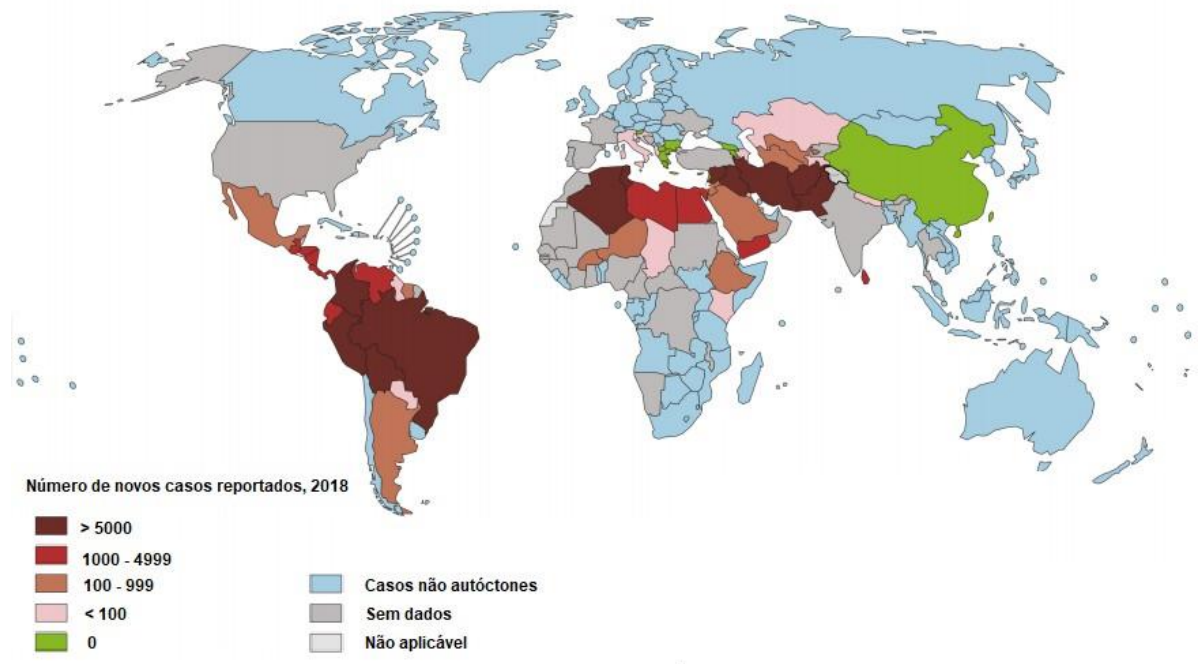 Número de novos casos reportados, 2018
> 5000
1000 - 4999
100 - 999
< 100
0
Casos não autóctones
Sem dados
Não aplicável